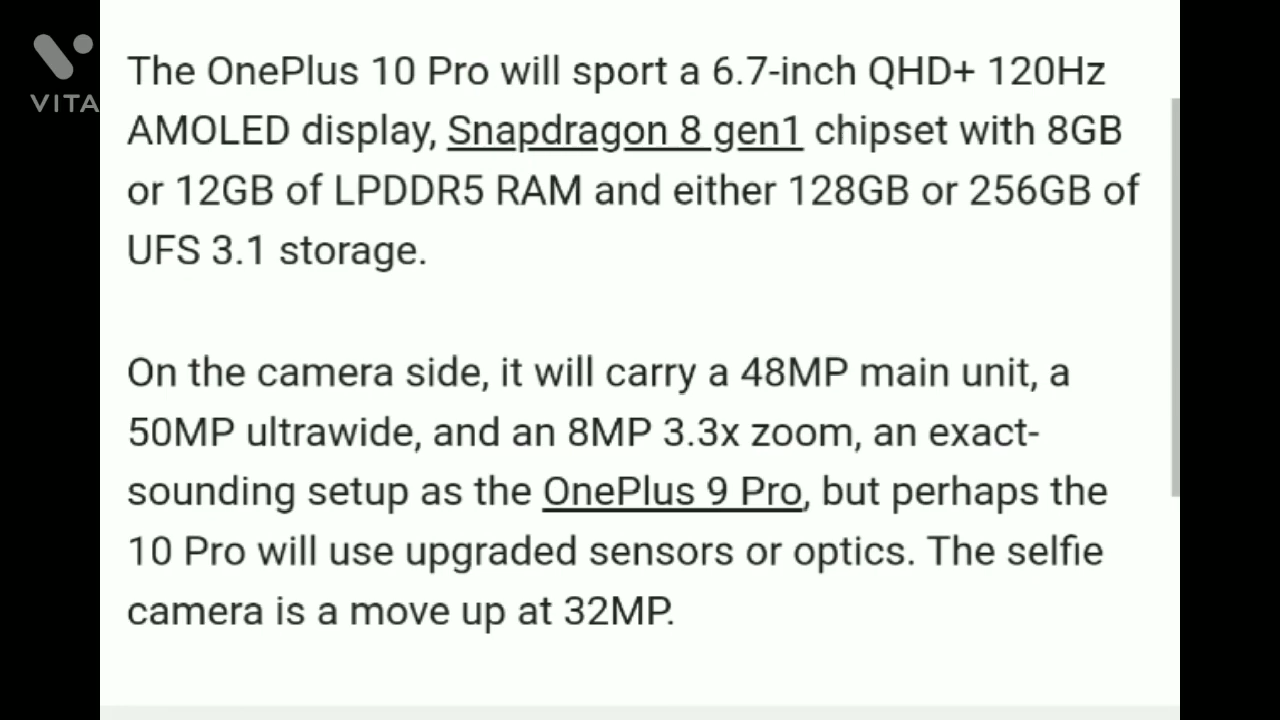 VITA
The OnePlus 10 Pro will sport a 6.7-inch QHD+ 120Hz
AMOLED display, Snapdragon 8 gen1 chipset with 8GB
or 12GB of LPDDR5 RAM and either 128GB or 256GB of
UFS 3.1 storage.
On the camera side, it will carry a 48MP main unit, a
50MP ultrawide, and an 8MP 3.3x zoom, an exact-
sounding setup as the OnePlus 9 Pro, but perhaps the
10 Pro will use upgraded sensors or optics. The selfie
camera is a move up at 32MP.